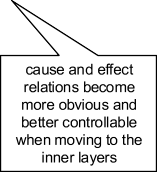 cause and effect
relations become
more obvious and
better controllable
when moving to the
inner layers